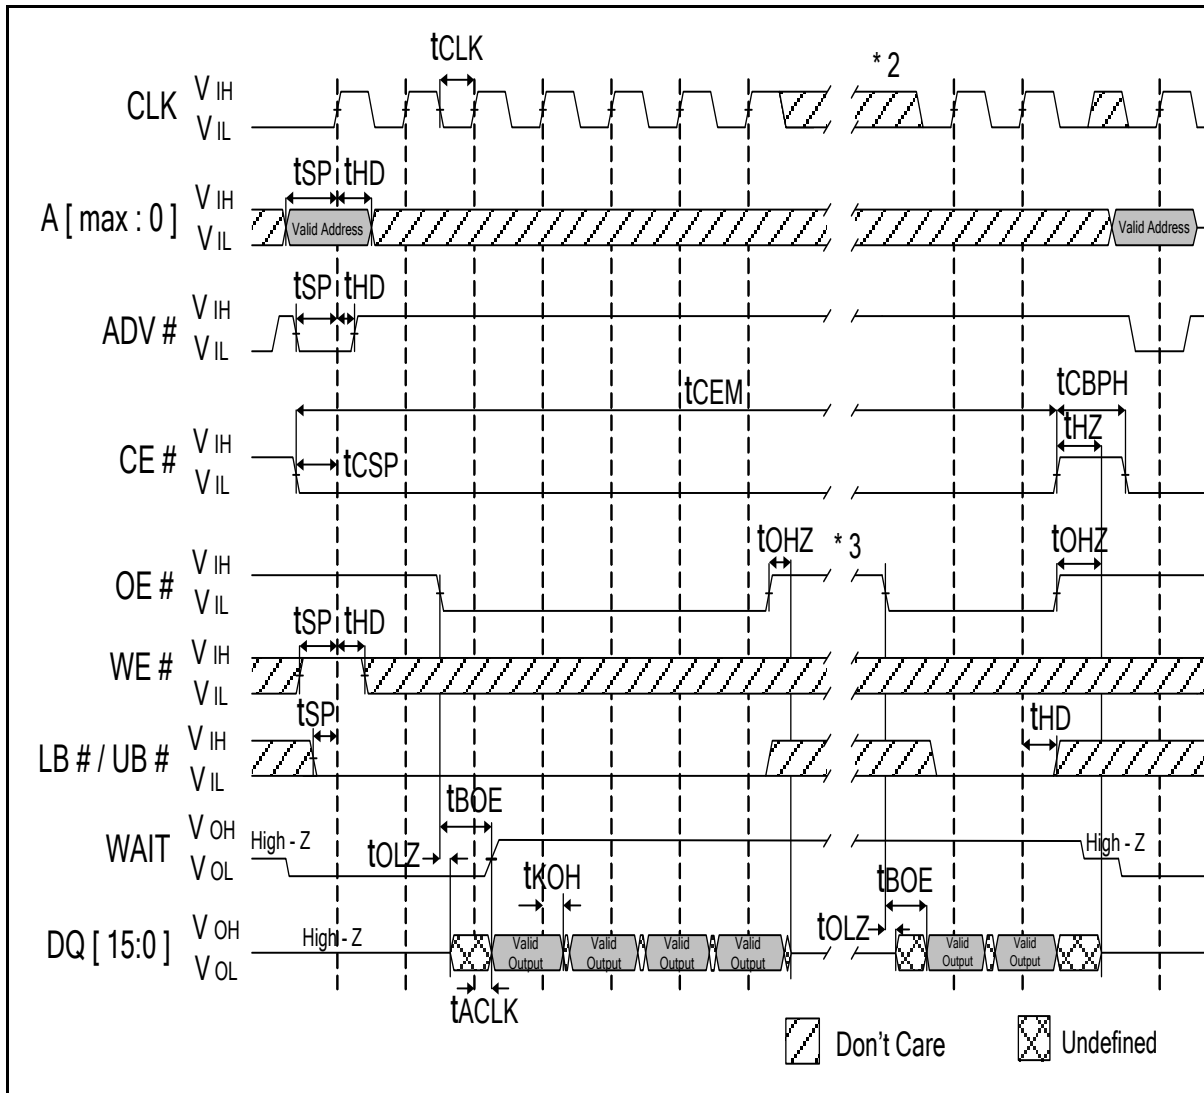 tCLK
* 2
CLK
V IH
V IL
tSP
tHD
A [ max : 0 ]
V IH
V IL
Valid Address
Valid Address
tSP
tHD
ADV #
V IH
V IL
tCEM
tCBPH
tHZ
CE #
V IH
V IL
tCSP
tOHZ
* 3
tOHZ
OE #
V IH
V IL
tSP
tHD
WE #
V IH
V IL
tSP
tHD
LB # / UB #
V IH
V IL
tBOE
WAIT
V OH
V OL
High - Z
High - Z
tOLZ
tKOH
tBOE
tOLZ
DQ [ 15:0 ]
V OH
V OL
High - Z
Valid Output
Valid Output
Valid Output
Valid Output
Valid Output
Valid Output
tACLK
Don't Care
Undefined